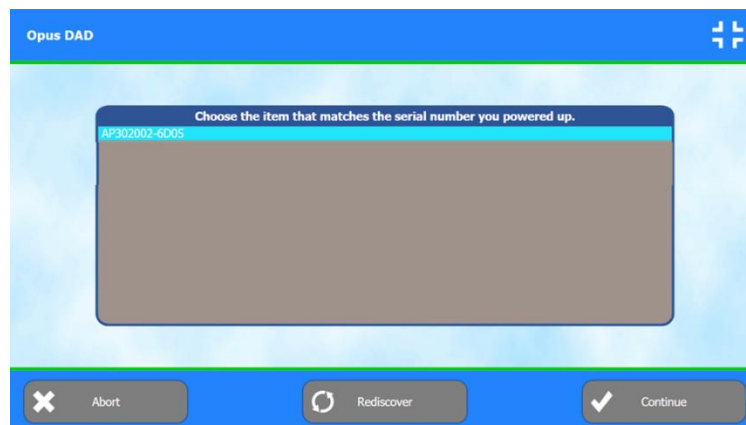 Opus DAD
Choose the item that matches the serial number you powered up.
AP302002-6D05
Abort
Rediscover
Continue